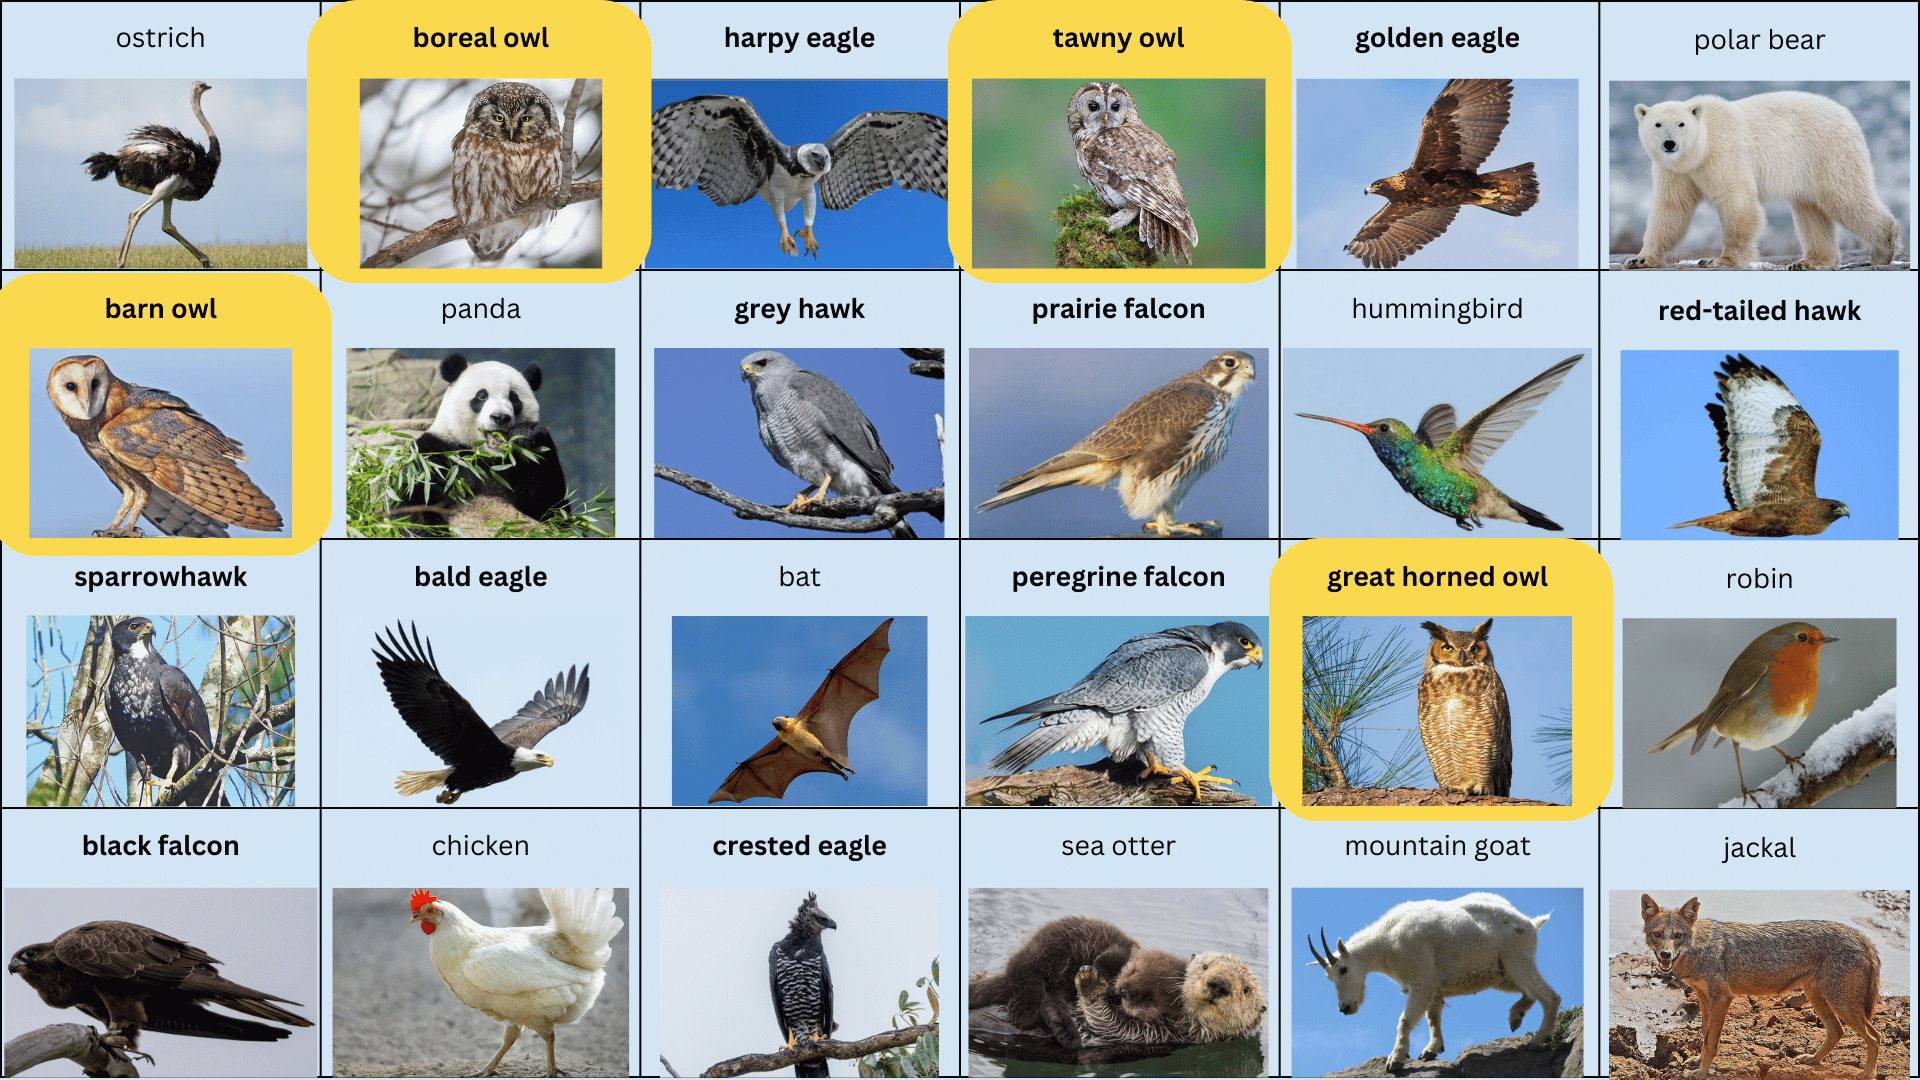 ostrich
boreal owl
harpy eagle
tawny owl
golden eagle
polar bear
barn owl
panda
grey hawk
prairie falcon
hummingbird
red-tailed hawk
sparrowhawk
bald eagle
bat
peregrine falcon
great horned owl
robin
black falcon
chicken
crested eagle
sea otter
mountain goat
jackal